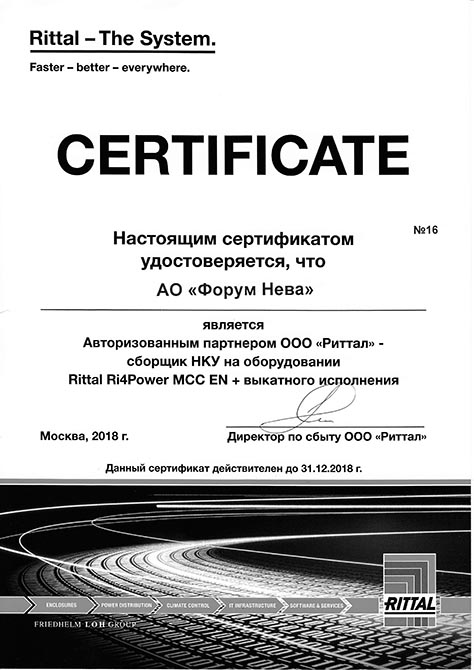 Rittal – The System.
Faster – better – everywhere.
CERTIFICATE
№16
Настоящим сертификатом
удостоверяется, что
АО «Форум Нева»
является
Авторизованным партнером ООО «Риттал» -
сборщик НКУ на оборудовании
Rittal Ri4Power MCC EN + выкатного исполнения
Москва, 2018 г.
Директор по сбыту ООО «Риттал»
Данный сертификат действителен до 31.12.2018 г.
ENCLOSURES
POWER DISTRIBUTION
CLIMATE CONTROL
IT INFRASTRUCTURE
SOFTWARE & SERVICES
RITTAL
FRIEDHELM LOH GROUP